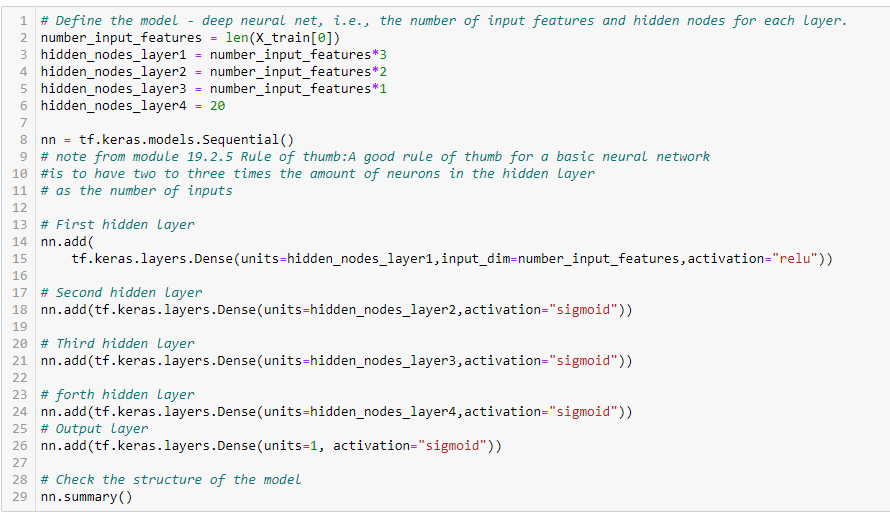 1 # Define the model - deep neural net, i.e., the number of input features and hidden nodes for each layer.
2 number_input_features = len(X_train[0])
3 hidden_nodes_layer1 = number_input_features*3
4 hidden_nodes_layer2 = number_input_features*2
5 hidden_nodes_layer3 = number_input_features*1
6 hidden_nodes_layer4 = 20
7
8 nn = tf.keras.models.Sequential()
9 # note from module 19.2.5 Rule of thumb:A good rule of thumb for a basic neural network
10 #is to have two to three times the amount of neurons in the hidden layer
11 # as the number of inputs
12
13 # First hidden layer
14 nn.add(
15     tf.keras.layers.Dense(units=hidden_nodes_layer1,input_dim=number_input_features,activation="relu"))
16
17 # Second hidden layer
18 nn.add(tf.keras.layers.Dense(units=hidden_nodes_layer2,activation="sigmoid"))
19
20 # Third hidden layer
21 nn.add(tf.keras.layers.Dense(units=hidden_nodes_layer3,activation="sigmoid"))
22
23 # forth hidden layer
24 nn.add(tf.keras.layers.Dense(units=hidden_nodes_layer4,activation="sigmoid"))
25 # Output layer
26 nn.add(tf.keras.layers.Dense(units=1, activation="sigmoid"))
27
28 # Check the structure of the model
29 nn.summary()